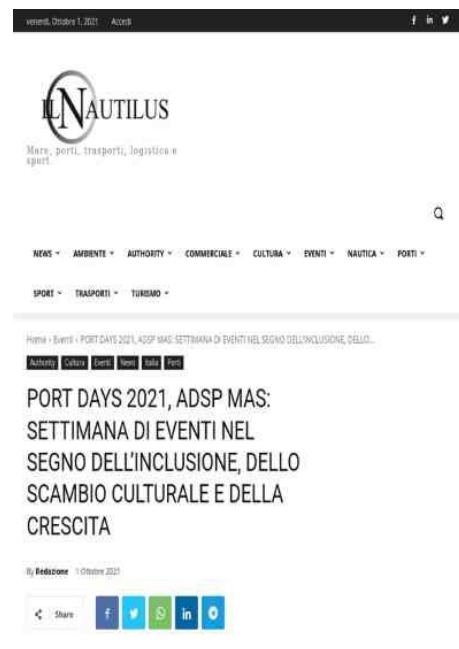 venerdì, Ottobre 1, 2021 Accedi
IL NAUTILUS
Mare, porti, trasporti, logistica e
sport
NEWS AMBIENTE AUTHORITY COMMERCIALE CULTURA EVENTI NAUTICA PORTI
SPORT TRASPORTI TURISMO
Home › Eventi › PORT DAYS 2021, ADSP MAS: SETTIMANA DI EVENTI NEL SEGNO DELL'INCLUSIONE, DELLO...
Authority Cultura Eventi News Italia Porti
PORT DAYS 2021, ADSP MAS:
SETTIMANA DI EVENTI NEL
SEGNO DELL'INCLUSIONE, DELLO
SCAMBIO CULTURALE E DELLA
CRESCITA
By Redazione 1 Ottobre 2021
Share